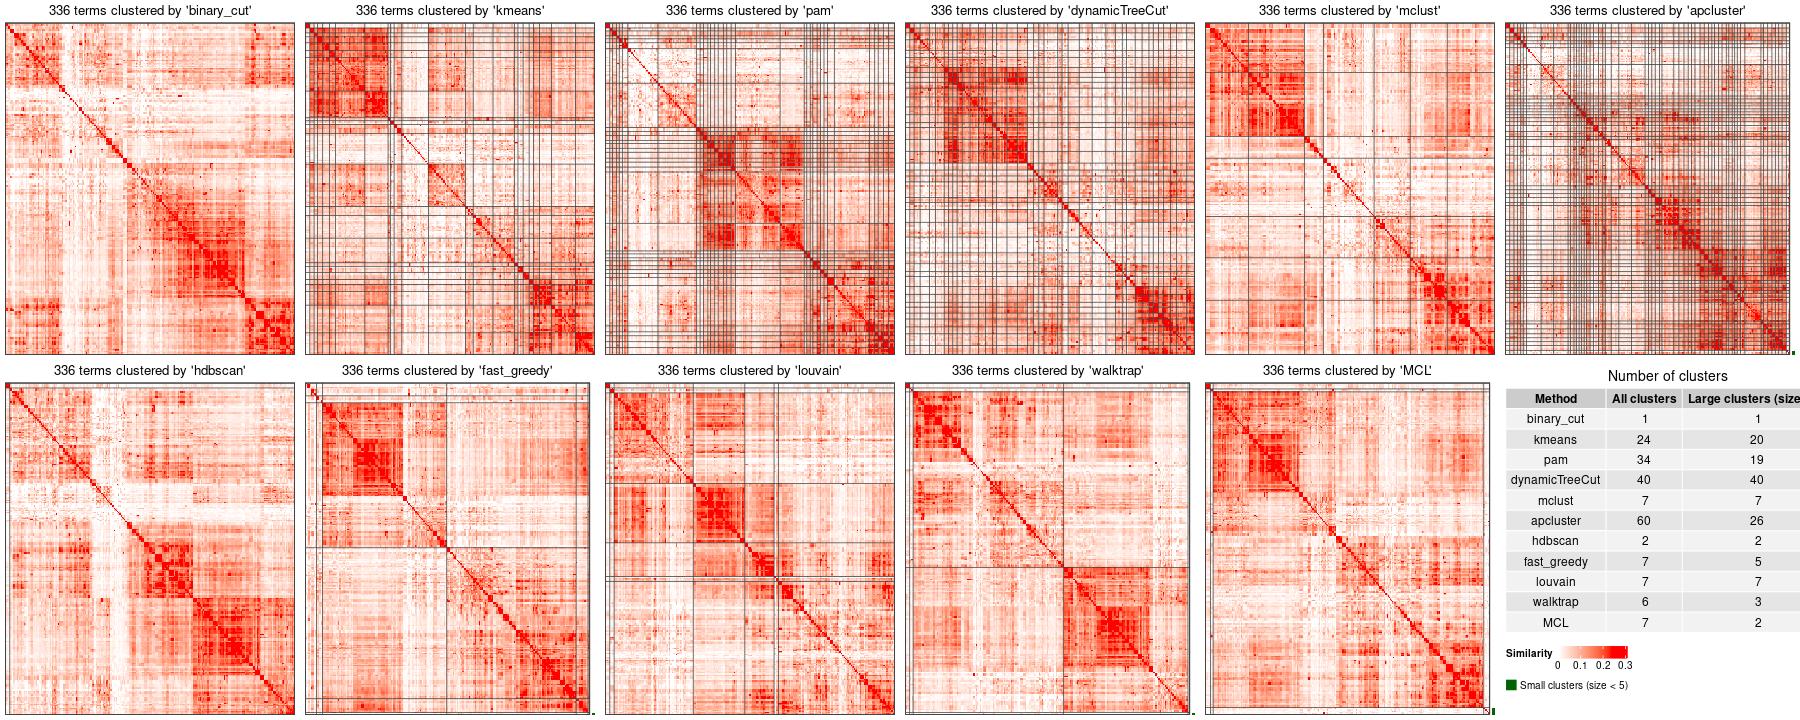 336 terms clustered by 'binary_cut'
336 terms clustered by 'kmeans'
336 terms clustered by 'pam'
336 terms clustered by 'dynamicTreeCut'
336 terms clustered by 'mclust'
336 terms clustered by 'apcluster'
336 terms clustered by 'hdbscan'
336 terms clustered by 'fast_greedy'
336 terms clustered by 'louvain'
336 terms clustered by 'walktrap'
336 terms clustered by 'MCL'
Number of clusters
Method All clusters Large clusters (size
binary_cut 1 1
kmeans 24 20
pam 34 19
dynamicTreeCut 40 40
mclust 7 7
apcluster 60 26
hdbscan 2 2
fast_greedy 7 5
louvain 7 7
walktrap 6 3
MCL 7 2
Similarity
0 0.1 0.2 0.3
Small clusters (size < 5)